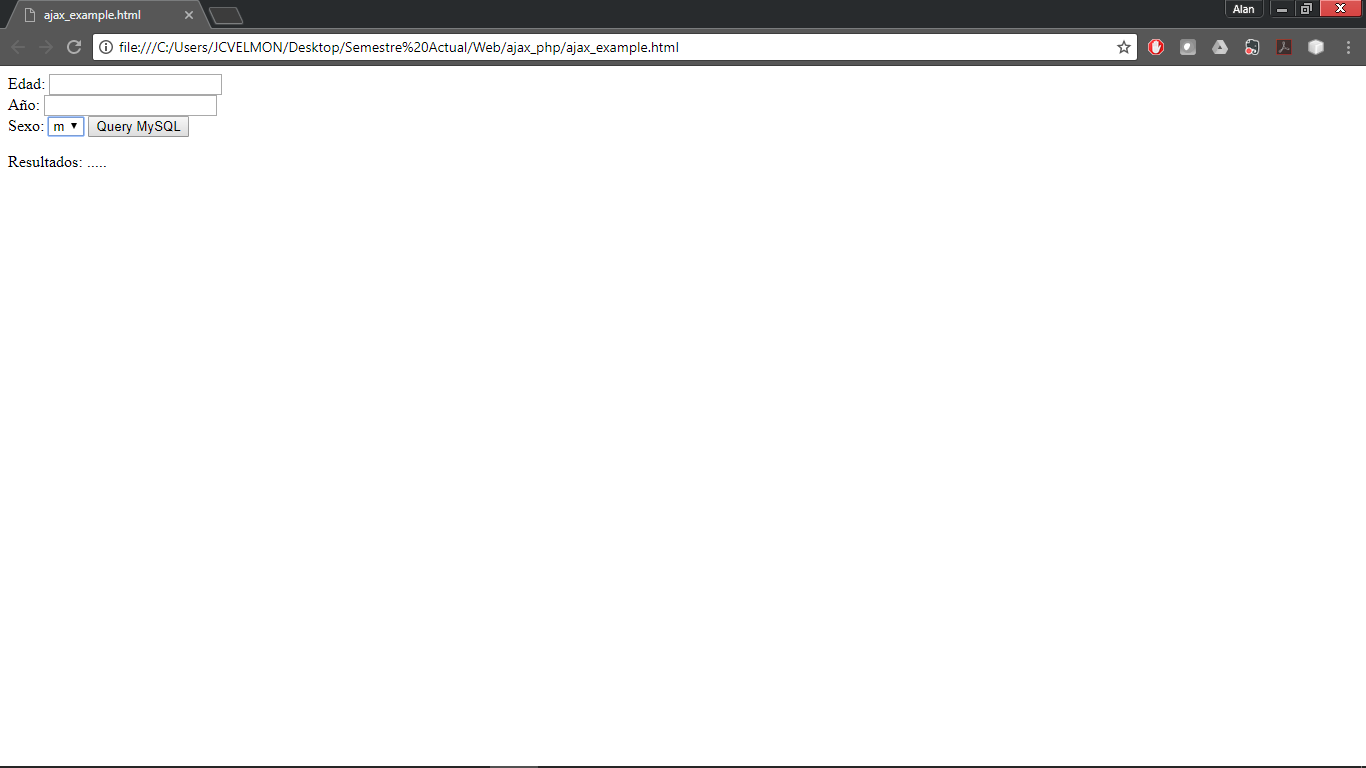 ajax_example.html
Alan
file:///C:/Users/JCVELMON/Desktop/Semestre%20Actual/Web/ajax_php/ajax_example.html
Edad:
Año:
Sexo: m Query MySQL
Resultados: .....